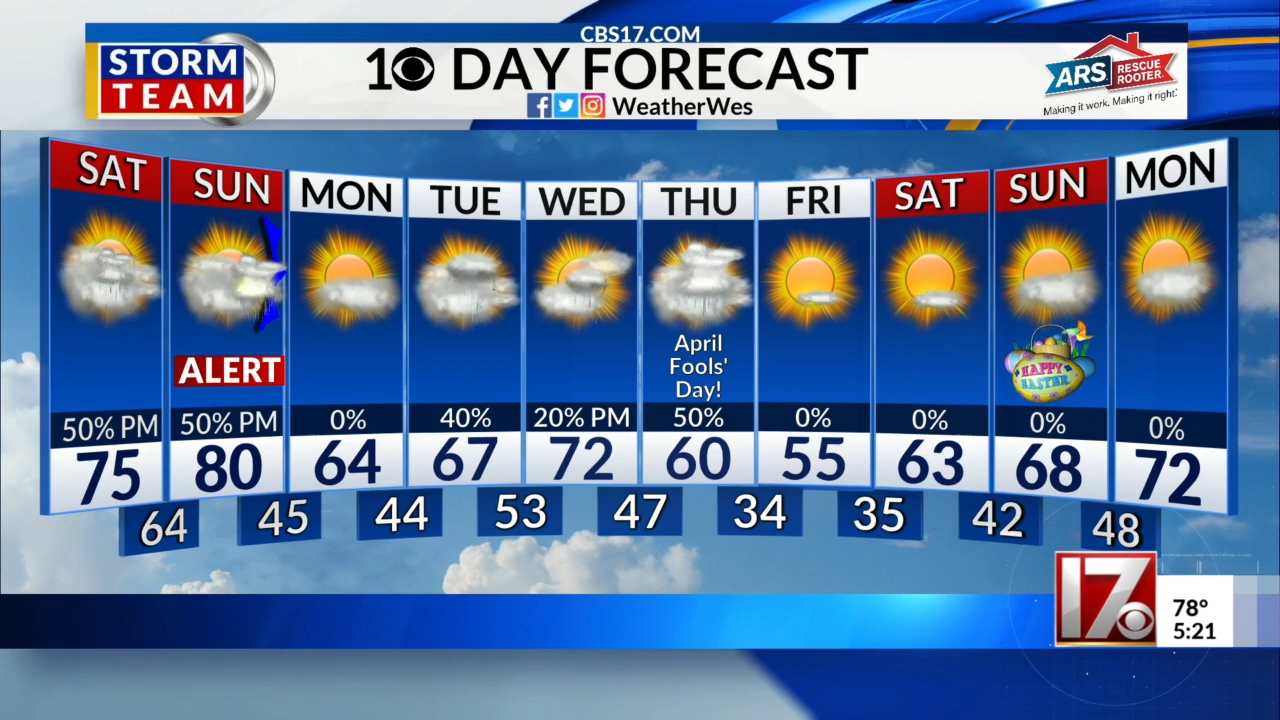 CBS17.COM
STORM
TEAM
10 DAY FORECAST
WeatherWes
ARS
RESCUE
ROOTER
Making it work. Making it right.
SAT
SUN
MON
TUE
WED
THU
FRI
SAT
SUN
MON
April
Fools'
Day!
ALERT
HAPPY
EASTER
50% PM
50% PM
0%
40%
20% PM
50%
0%
0%
0%
0%
75
80
64
67
72
60
55
63
68
72
64
45
44
53
47
34
35
42
48
17
78°
5:21